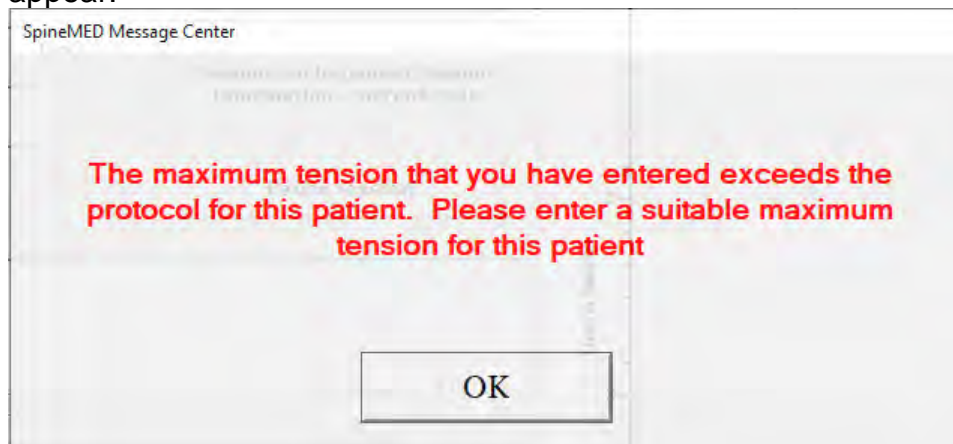 appear.
SpineMED Message Center
The maximum tension that you have entered exceeds the
protocol for this patient.  Please enter a suitable maximum
tension for this patient
OK